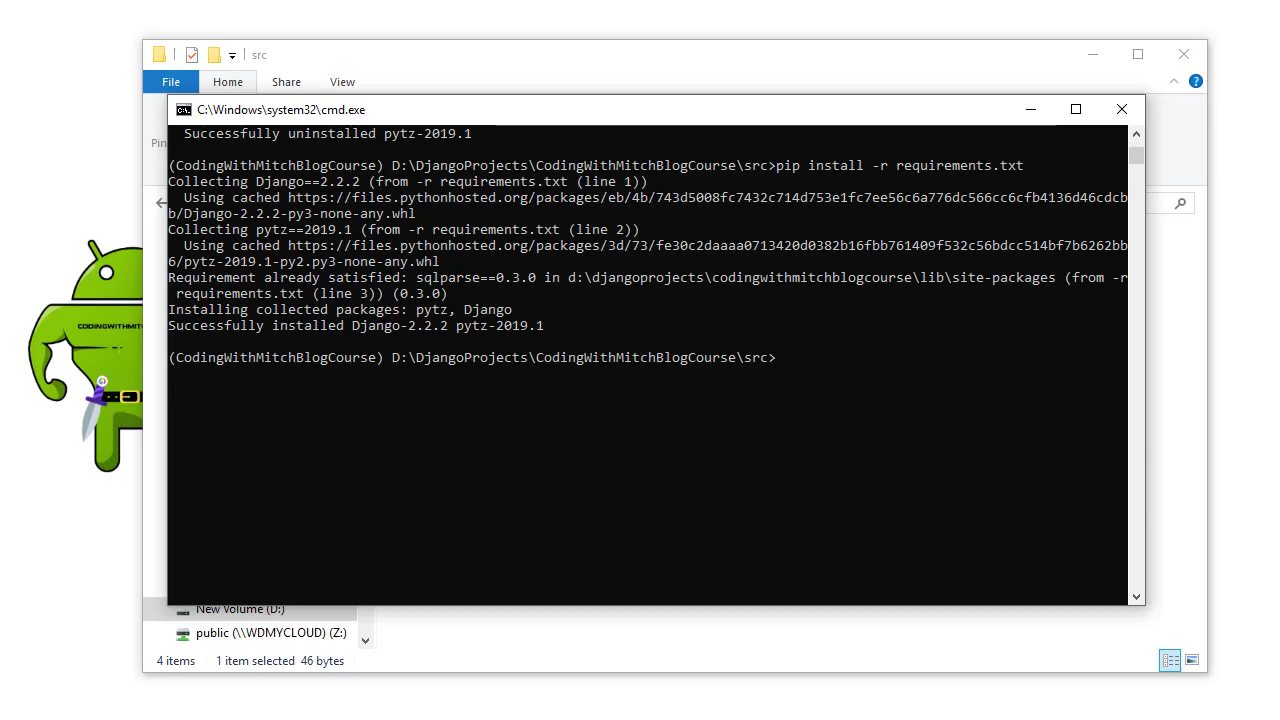 src
File Home Share View
C:\Windows\system32\cmd.exe
Pin
Successfully uninstalled pytz-2019.1
(CodingWithMitchBlogCourse) D:\DjangoProjects\CodingWithMitchBlogCourse\src>pip install -r requirements.txt
Collecting Django==2.2.2 (from -r requirements.txt (line 1))
Using cached https://files.pythonhosted.org/packages/eb/4b/743d5008fc7432c714d753e1fc7ee56c6a776dc566cc6cfb4136d46cdcb
b/Django-2.2.2-py3-none-any.whl
Collecting pytz==2019.1 (from -r requirements.txt (line 2))
Using cached https://files.pythonhosted.org/packages/3d/73/fe30c2daaaa0713420d0382b16fbb761409f532c56bdcc514bf7b6262bb
6/pytz-2019.1-py2.py3-none-any.whl
Requirement already satisfied: sqlparse==0.3.0 in d:\djangoprojects\codingwithmitchblogcourse\lib\site-packages (from -r
requirements.txt (line 3)) (0.3.0)
Installing collected packages: pytz, Django
Successfully installed Django-2.2.2 pytz-2019.1
CODINGWITHMIT
(CodingWithMitchBlogCourse) D:\DjangoProjects\CodingWithMitchBlogCourse\src>
New Volume (D:)
public (\\WDMYCLOUD) (Z:)
4 items 1 item selected 46 bytes